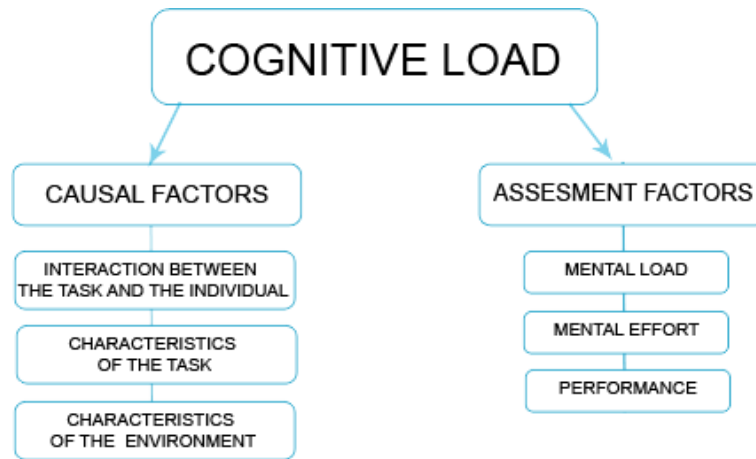 COGNITIVE LOAD
CAUSAL FACTORS
INTERACTION BETWEEN
THE TASK AND THE INDIVIDUAL
CHARACTERISTICS
OF THE TASK
CHARACTERISTICS
OF THE ENVIRONMENT
ASSESMENT FACTORS
MENTAL LOAD
MENTAL EFFORT
PERFORMANCE